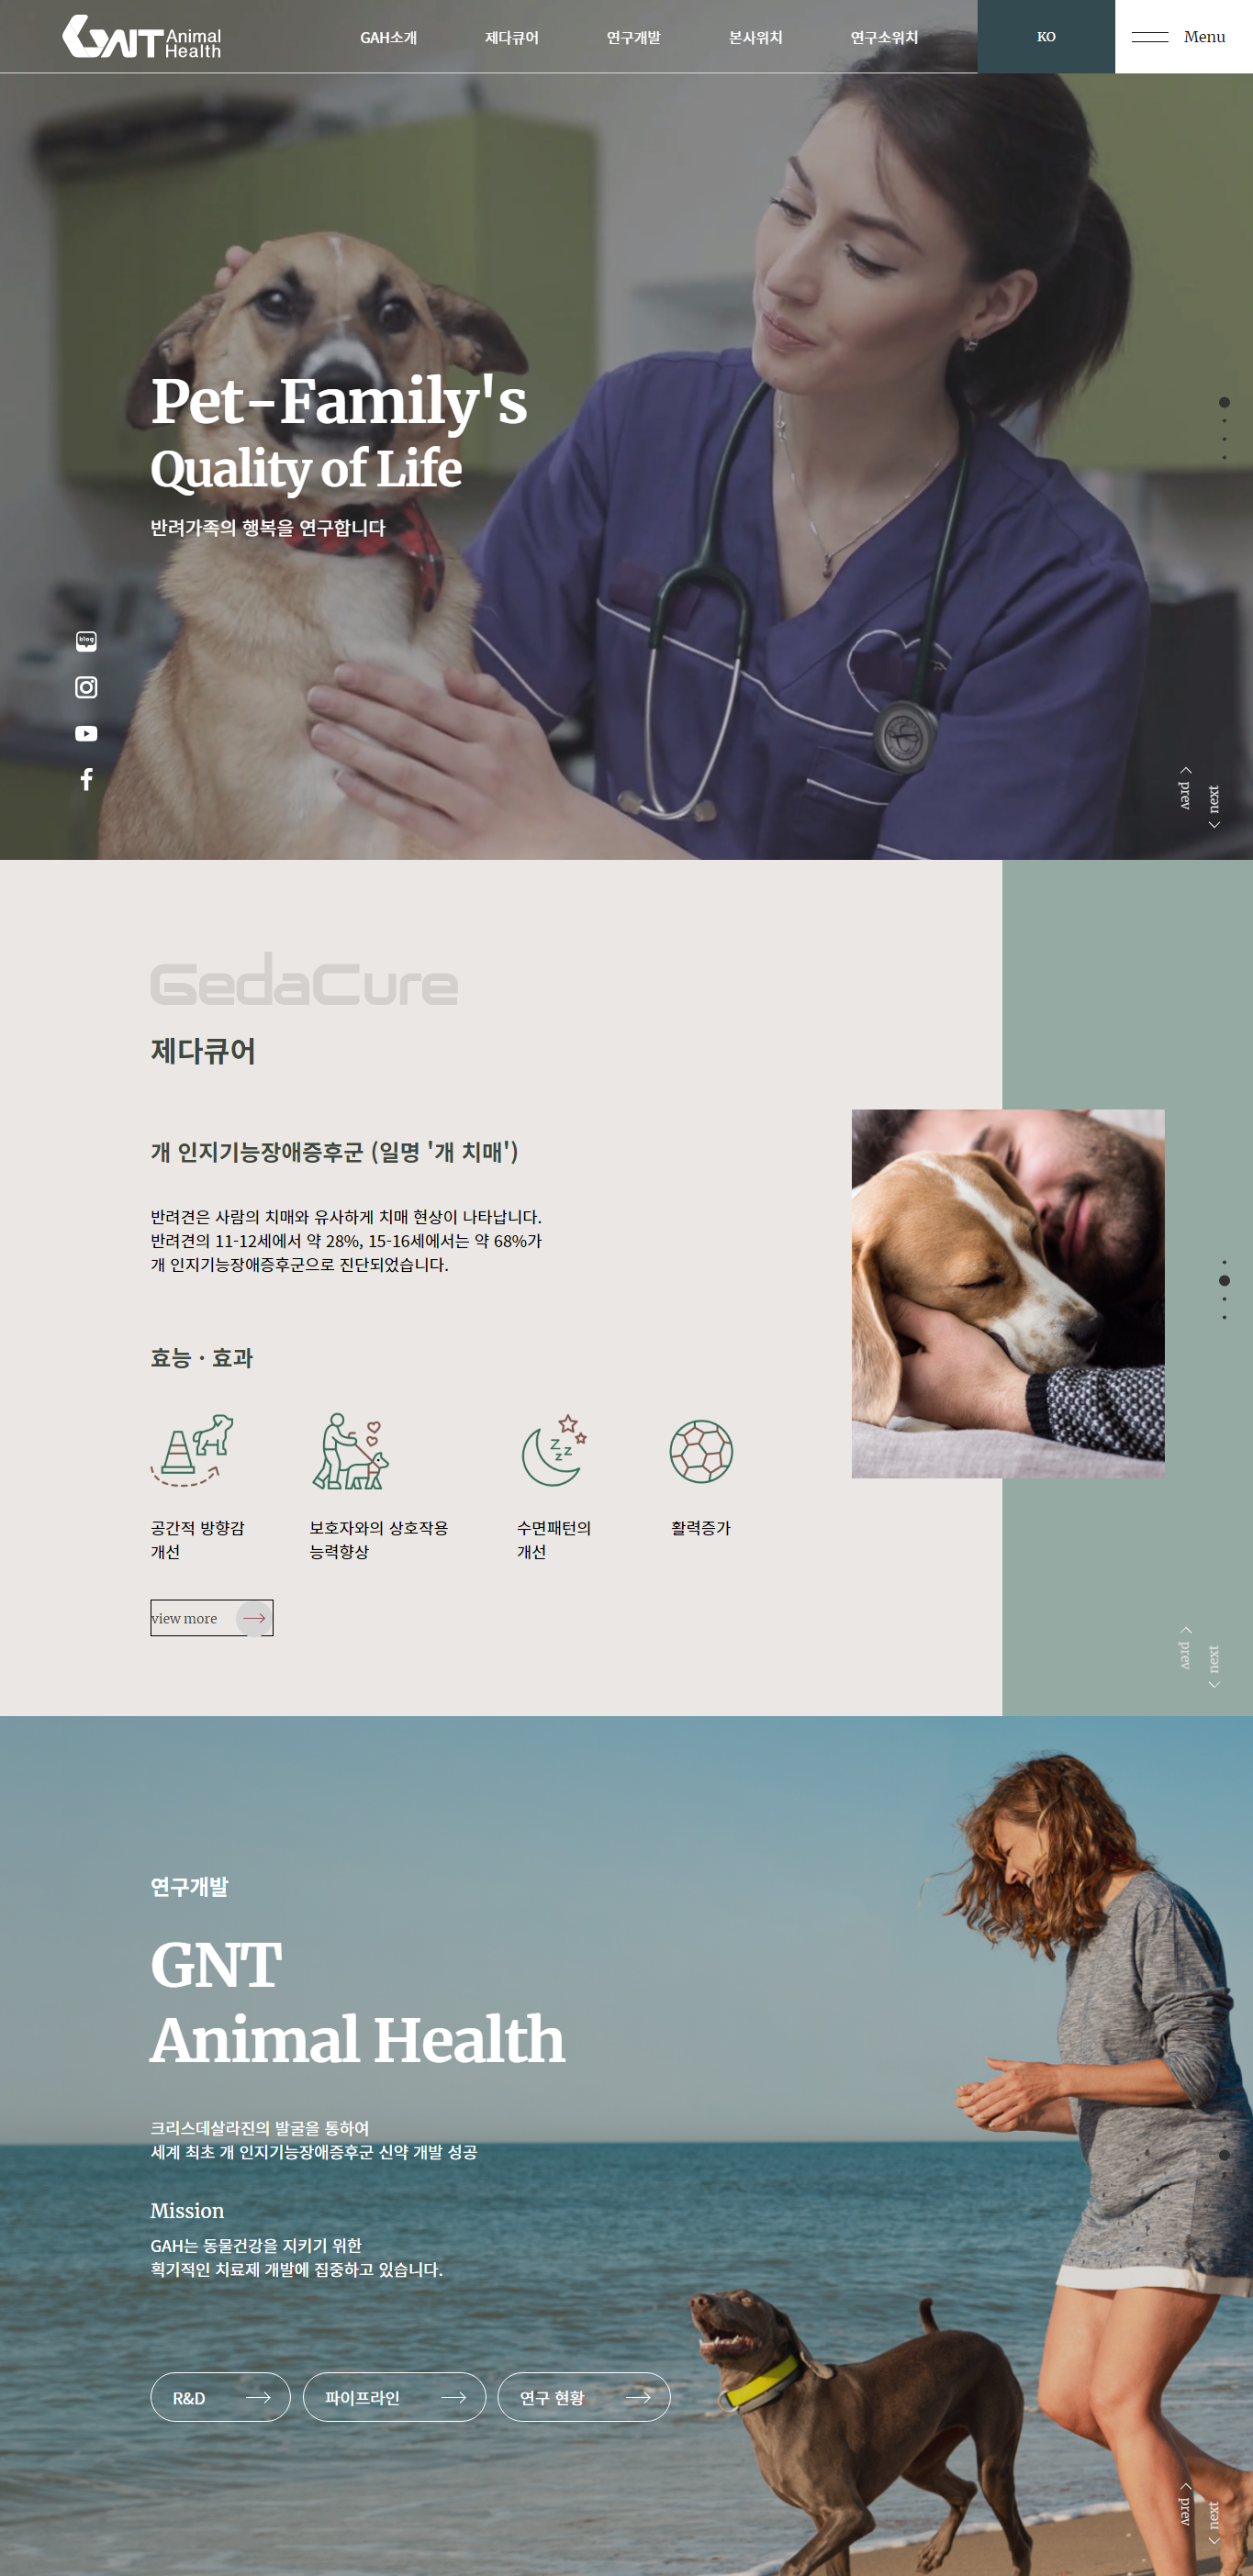 GNT Animal
Health
GAH소개
제다큐어
연구개발
본사위치
연구소위치
KO
Menu
Pet-Family's
Quality of Life
반려가족의 행복을 연구합니다
blog
prev
next
GedaCure
제다큐어
개 인지기능장애증후군 (일명 '개 치매')
반려견은 사람의 치매와 유사하게 치매 현상이 나타납니다.
반려견의 11-12세에서 약 28%, 15-16세에서는 약 68%가
개 인지기능장애증후군으로 진단되었습니다.
효능 · 효과
공간적 방향감
개선
보호자와의 상호작용
능력향상
수면패턴의
개선
활력증가
view more
prev
next
연구개발
GNT
Animal Health
크리스데살라진의 발굴을 통하여
세계 최초 개 인지기능장애증후군 신약 개발 성공
Mission
GAH는 동물건강을 지키기 위한
획기적인 치료제 개발에 집중하고 있습니다.
R&D
파이프라인
연구 현황
prev
next